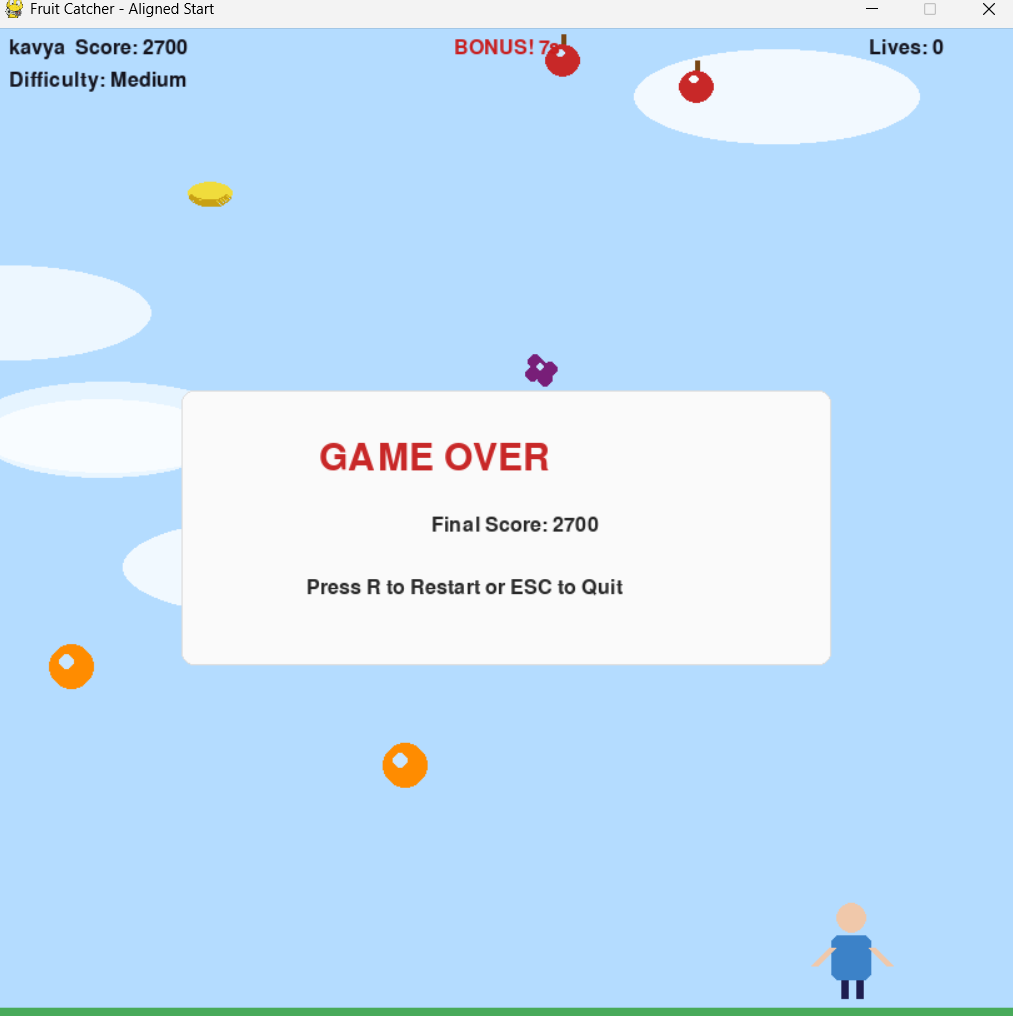 Fruit Catcher - Aligned Start
kavya Score: 2700 BONUS! 7s Lives: 0
Difficulty: Medium
GAME OVER
Final Score: 2700
Press R to Restart or ESC to Quit